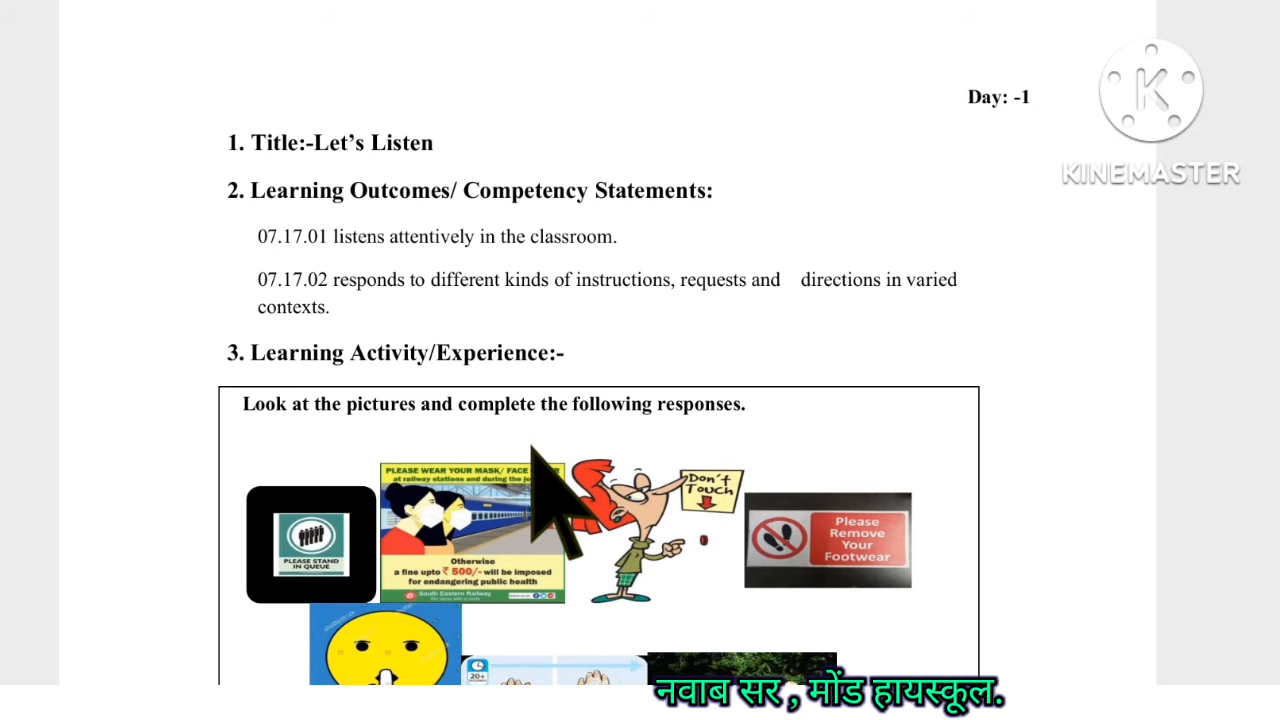 Day: -1
KINEMASTER
1. Title:-Let’s Listen
2. Learning Outcomes/ Competency Statements:
07.17.01 listens attentively in the classroom.
07.17.02 responds to different kinds of instructions, requests and directions in varied
contexts.
3. Learning Activity/Experience:-
Look at the pictures and complete the following responses.
PLEASE STAND
IN QUEUE
PLEASE WEAR YOUR MASK/ FACE
at railway stations and during the
Otherwise
a fine upto ₹ 500/- will be imposed
for endangering public health
South Eastern Railway
Don't
Touch
Please
Remove
Your
Footwear
20+
नवाब सर , मोंड हायस्कूल.